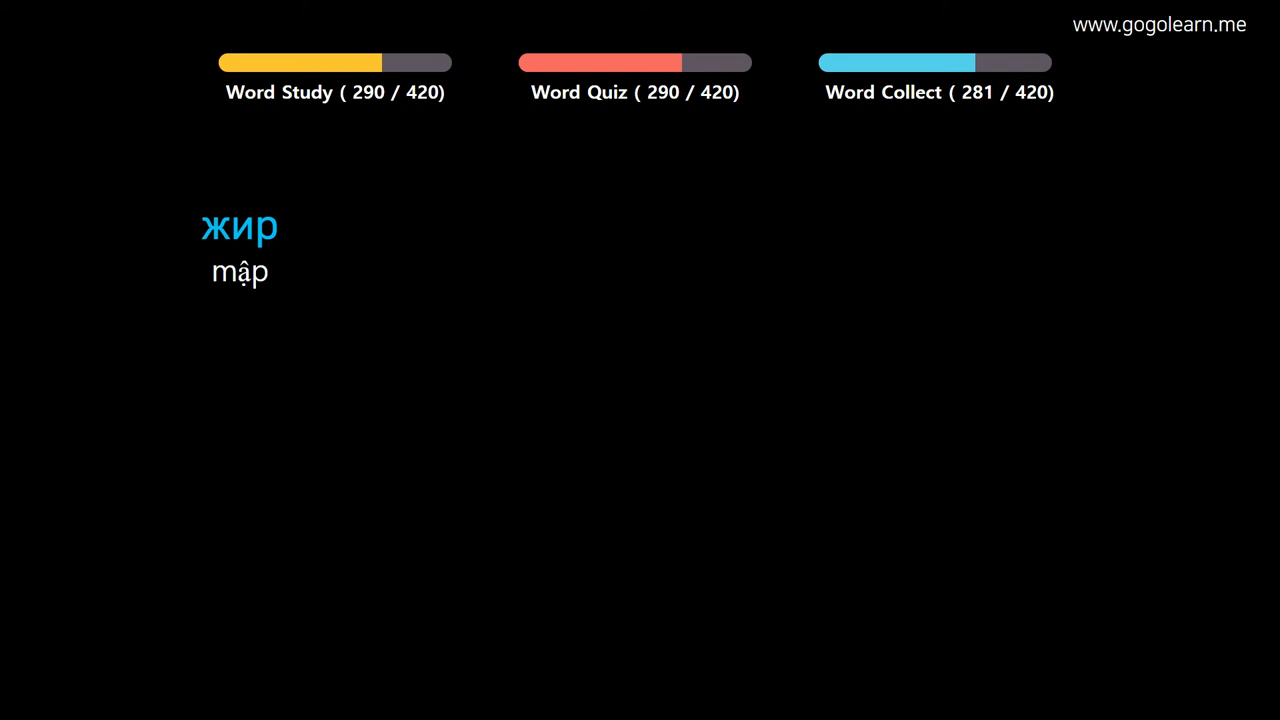 www.gogolearn.me
Word Study ( 290 / 420)
Word Quiz ( 290 / 420)
Word Collect ( 281 / 420)
жир
mập